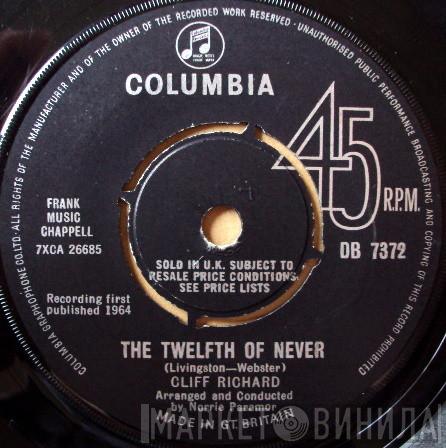 COLUMBIA GRAPHOPHONE CO. LTD. · ALL RIGHTS OF THE MANUFACTURER AND OF THE OWNER OF THE RECORDED WORK RESERVED · UNAUTHORISED PUBLIC PERFORMANCE BROADCASTING AND COPYING OF THIS RECORD PROHIBITED
COLUMBIA
45
R.P.M.
FRANK
MUSIC
CHAPPELL
7XCA 26685
DB 7372
SOLD IN U.K. SUBJECT TO
RESALE PRICE CONDITIONS,
SEE PRICE LISTS
Recording first
published 1964
THE TWELFTH OF NEVER
(Livingston—Webster)
CLIFF RICHARD
Arranged and Conducted
by Norrie Paramor
MADE IN GT. BRITAIN
МАРКЕТ ВИНИЛА